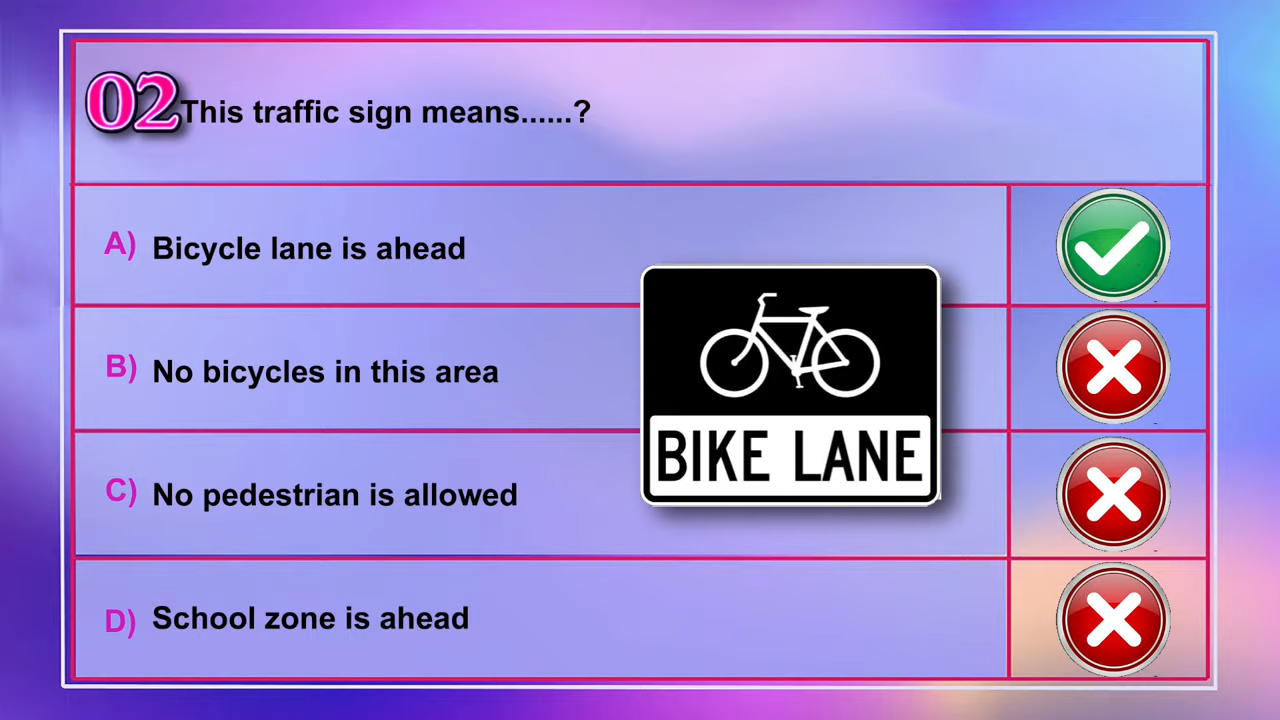 02 This traffic sign means......?
A) Bicycle lane is ahead
B) No bicycles in this area
C) No pedestrian is allowed
D) School zone is ahead
BIKE LANE